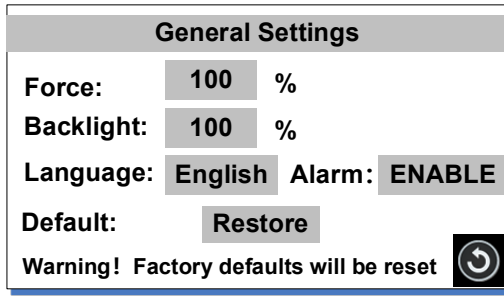 General Settings
Force: 100 %
Backlight: 100 %
Language: English Alarm: ENABLE
Default: Restore
Warning! Factory defaults will be reset